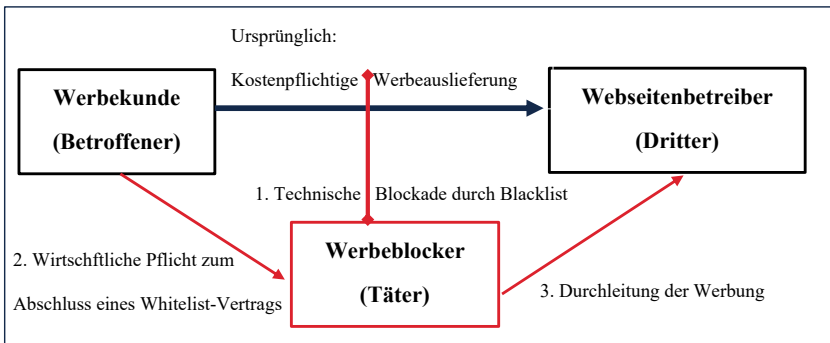 Ursprünglich:
Kostenpflichtige Werbeauslieferung
Werbekunde
(Betroffener)
Webseitenbetreiber
(Dritter)
1. Technische Blockade durch Blacklist
Werbeblocker
(Täter)
2. Wirtschftliche Pflicht zum
Abschluss eines Whitelist-Vertrags
3. Durchleitung der Werbung